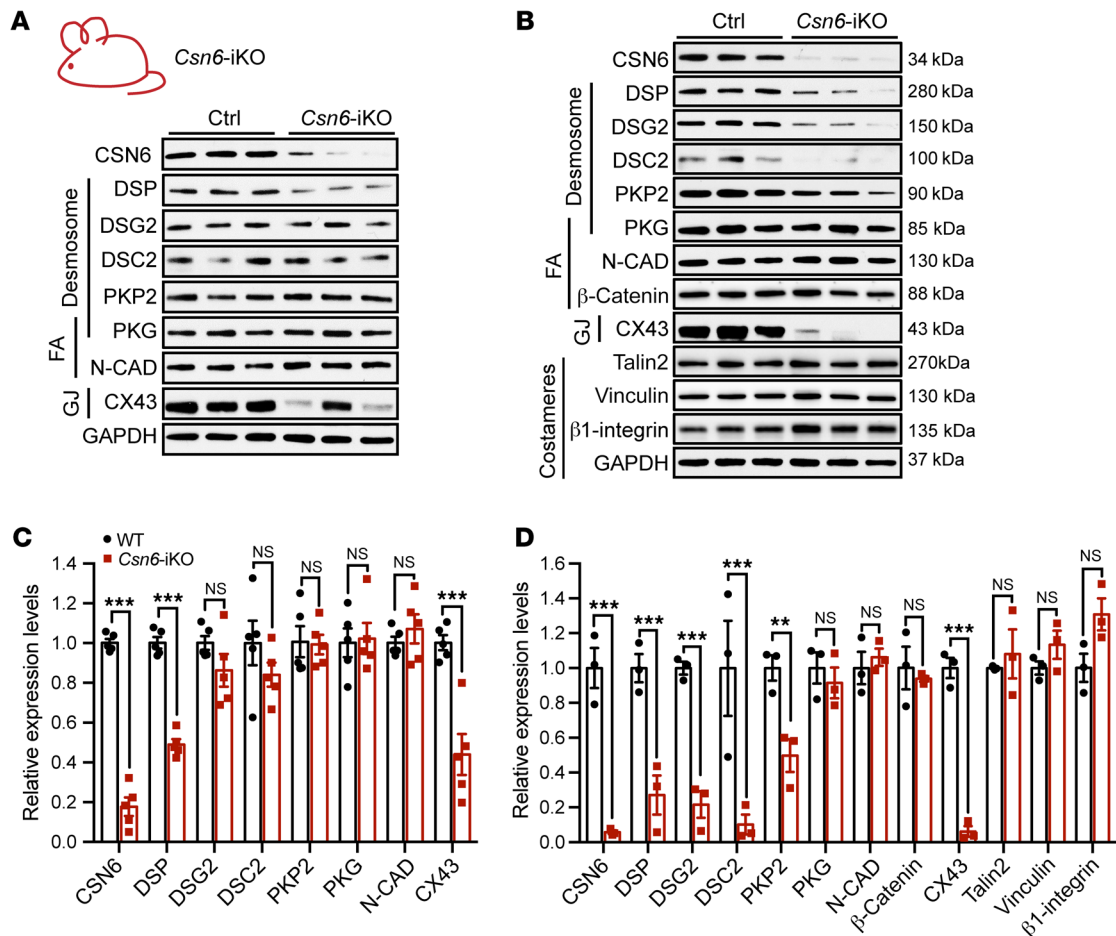 A
Csn6-iKO
Ctrl Csn6-iKO
CSN6
Desmosome
DSP
DSG2
DSC2
PKP2
FA
PKG
N-CAD
GJ
CX43
GAPDH
B
Ctrl Csn6-iKO
CSN6 34 kDa
Desmosome
DSP 280 kDa
DSG2 150 kDa
DSC2 100 kDa
PKP2 90 kDa
FA
PKG 85 kDa
N-CAD 130 kDa
β-Catenin 88 kDa
GJ
CX43 43 kDa
Costameres
Talin2 270kDa
Vinculin 130 kDa
β1-integrin 135 kDa
GAPDH 37 kDa
C
WT
Csn6-iKO
Relative expression levels
1.4
1.2
1.0
0.8
0.6
0.4
0.2
0.0
*** *** NS NS NS NS NS ***
CSN6 DSP DSG2 DSC2 PKP2 PKG N-CAD CX43
D
Relative expression levels
1.6
1.4
1.2
1.0
0.8
0.6
0.4
0.2
0.0
*** *** *** *** ** NS NS NS *** NS NS NS
CSN6 DSP DSG2 DSC2 PKP2 PKG N-CAD β-Catenin CX43 Talin2 Vinculin β1-integrin